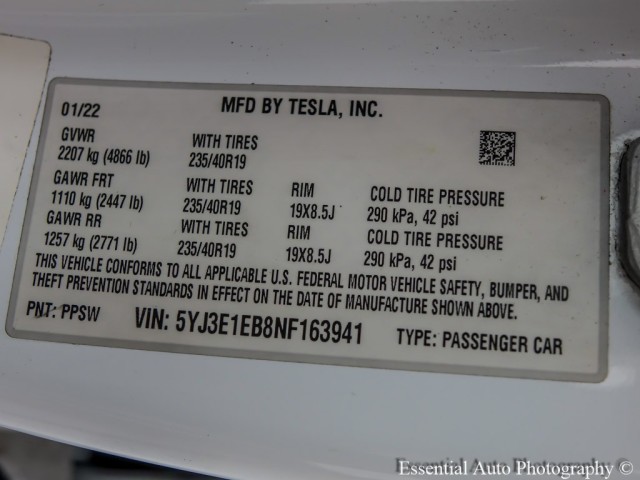 01/22 MFD BY TESLA, INC.
GVWR WITH TIRES
2207 kg (4866 lb) 235/40R19
GAWR FRT WITH TIRES RIM COLD TIRE PRESSURE
1110 kg (2447 lb) 235/40R19 19X8.5J 290 kPa, 42 psi
GAWR RR WITH TIRES RIM COLD TIRE PRESSURE
1257 kg (2771 lb) 235/40R19 19X8.5J 290 kPa, 42 psi
THIS VEHICLE CONFORMS TO ALL APPLICABLE U.S. FEDERAL MOTOR VEHICLE SAFETY, BUMPER, AND
THEFT PREVENTION STANDARDS IN EFFECT ON THE DATE OF MANUFACTURE SHOWN ABOVE.
PNT: PPSW VIN: 5YJ3E1EB8NF163941 TYPE: PASSENGER CAR
Essential Auto Photography ©